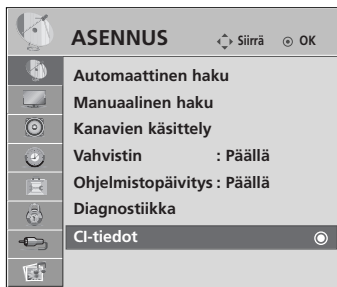 ASENNUS Siirrä OK
Automaattinen haku
Manuaalinen haku
Kanavien käsittely
Vahvistin : Päällä
Ohjelmistopäivitys : Päällä
Diagnostiikka
CI-tiedot